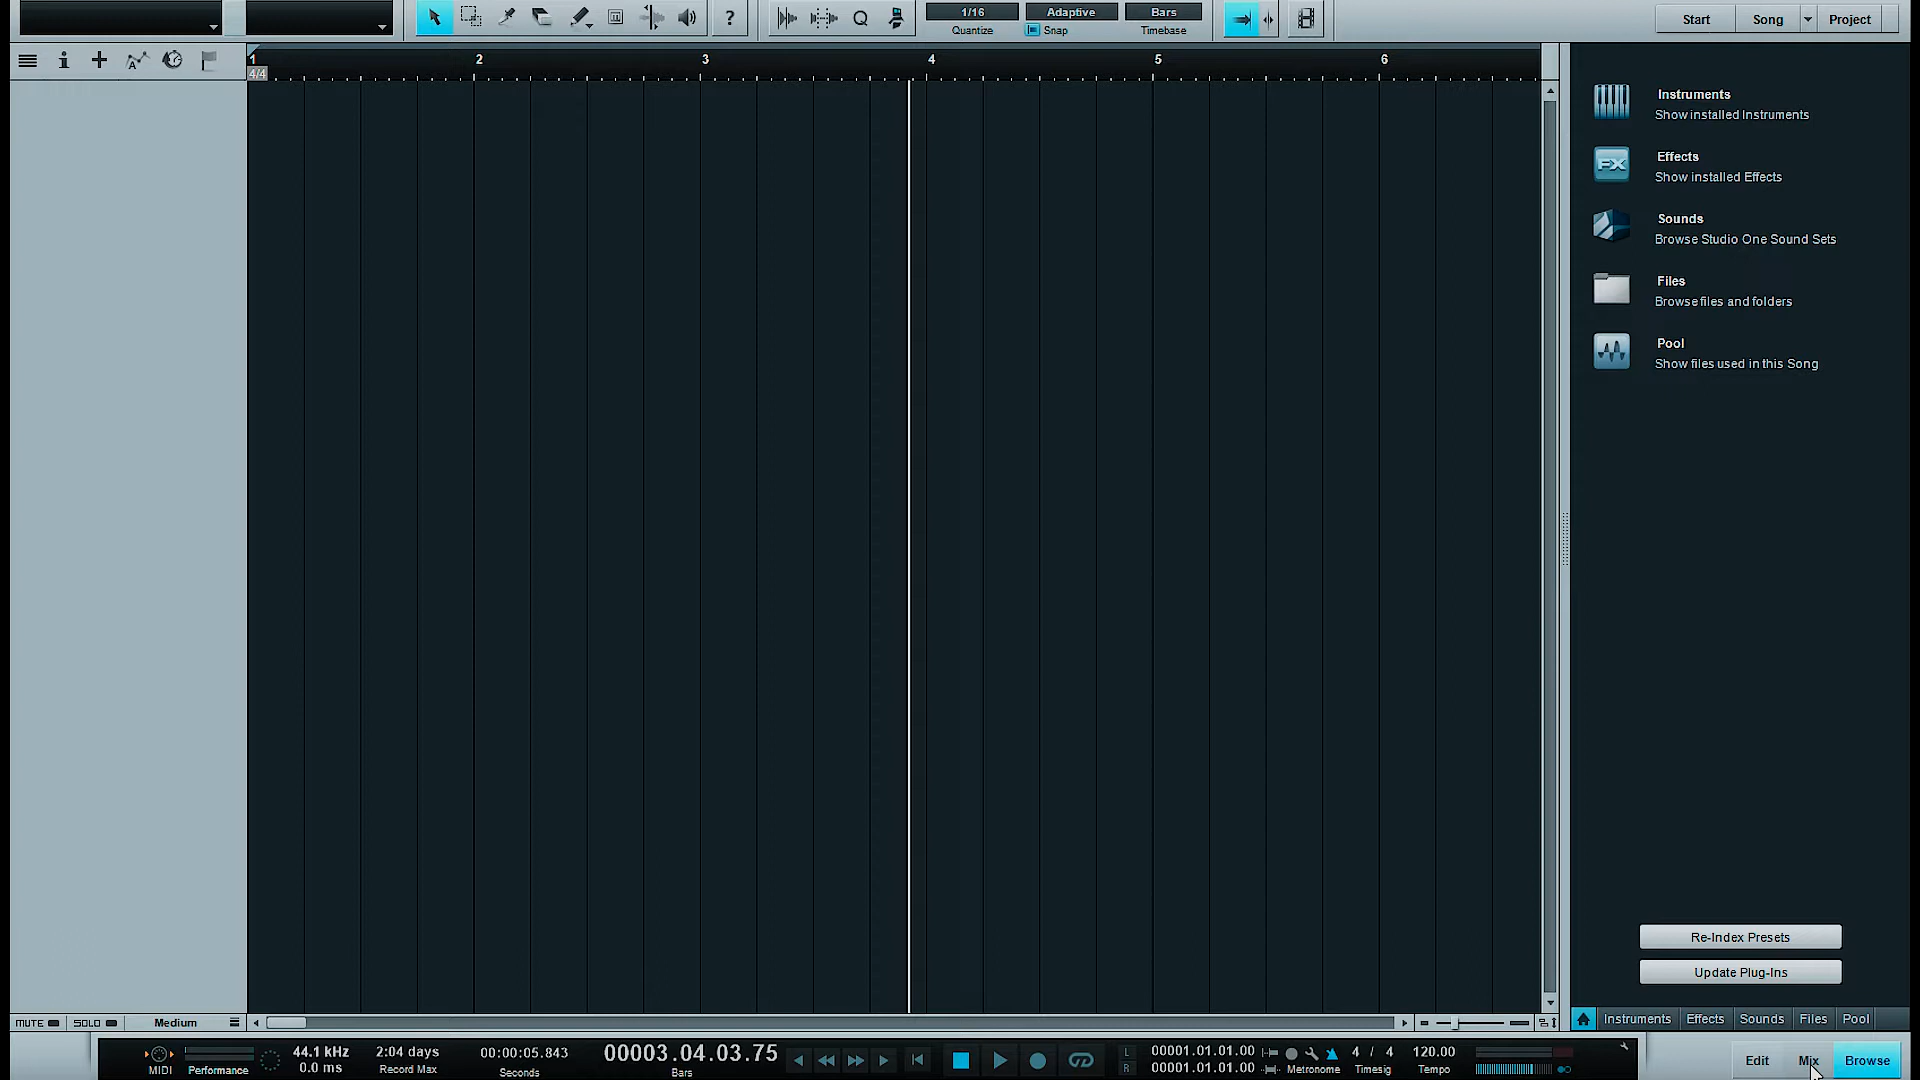 1/16
Adaptive
Bars
Quantize
Snap
Timebase
Start
Song
Project
?
Q
1
2
3
4
5
6
4/4
Instruments
Show installed Instruments
FX
Effects
Show installed Effects
Sounds
Browse Studio One Sound Sets
Files
Browse files and folders
Pool
Show files used in this Song
Re-Index Presets
Update Plug-Ins
MUTE
SOLO
Medium
Instruments
Effects
Sounds
Files
Pool
MIDI
Performance
44.1 kHz
0.0 ms
2:04 days
Record Max
00:00:05.843
Seconds
00003.04.03.75
Bars
L
R
00001.01.01.00
00001.01.01.00
Metronome
4 / 4
Timesig
120.00
Tempo
Edit
Mix
Browse